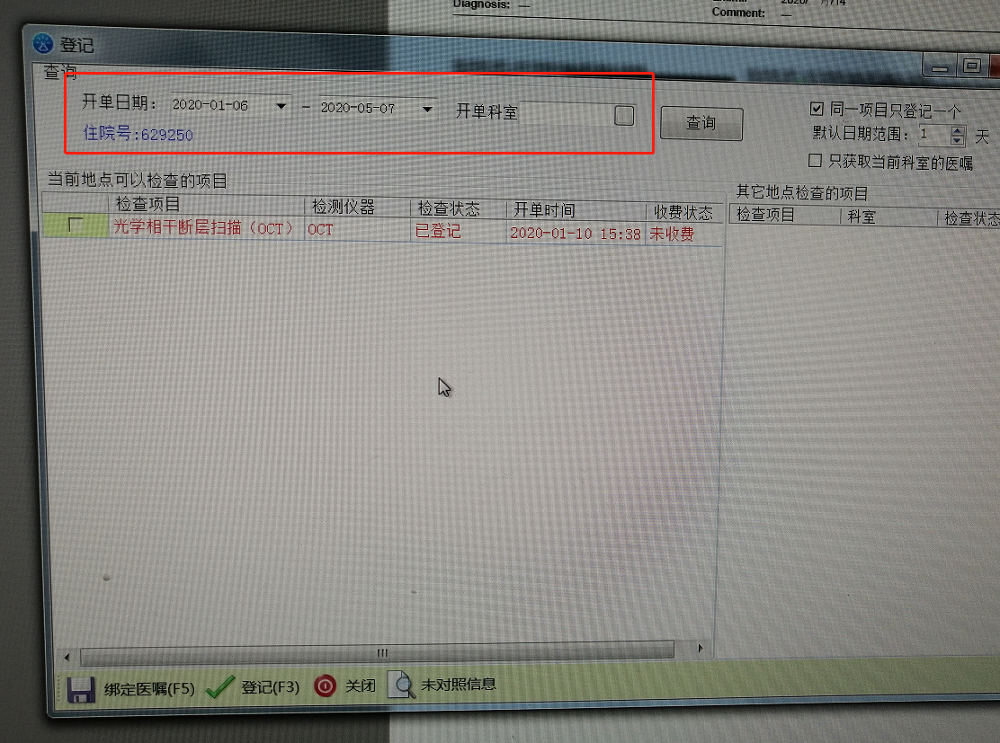 Diagnosis: —
Comment: —
登记
查询
开单日期: 2020-01-06 - 2020-05-07 开单科室
住院号:629250
查询
同一项目只登记一个
默认日期范围: 1 天
只获取当前科室的医嘱
当前地点可以检查的项目
检查项目 检测仪器 检查状态 开单时间 收费状态
光学相干断层扫描（OCT） OCT 已登记 2020-01-10 15:38 未收费
其它地点检查的项目
检查项目 科室 检查状态
绑定医嘱(F5) 登记(F3) 关闭 未对照信息